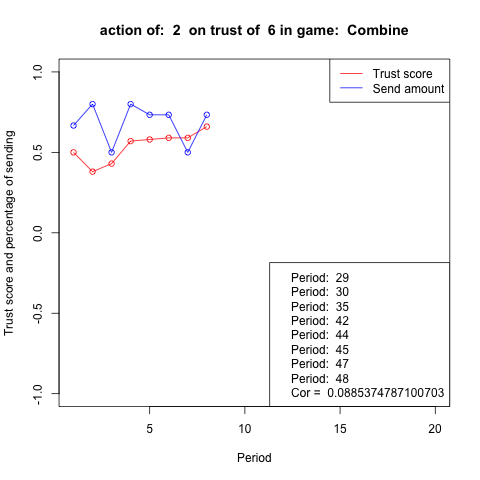 action of:  2  on trust of  6 in game:  Combine
Trust score
Send amount
Trust score and percentage of sending
1.0
0.5
0.0
-0.5
-1.0
Period:  29
Period:  30
Period:  35
Period:  42
Period:  44
Period:  45
Period:  47
Period:  48
Cor =  0.0885374787100703
5 10 15 20
Period